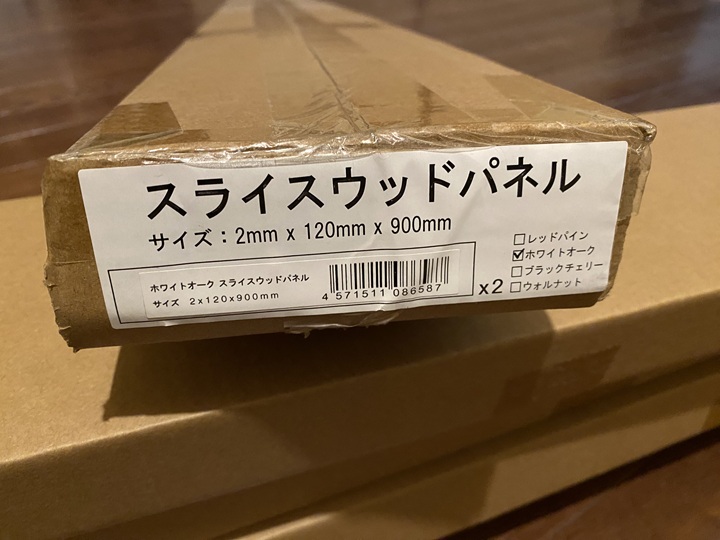 スライスウッドパネル
サイズ：2mm x 120mm x 900mm
ホワイトオーク スライスウッドパネル
サイズ 2x120x900mm
4 571511 086587
x2
□レッドパイン
☑ホワイトオーク
□ブラックチェリー
□ウォルナット